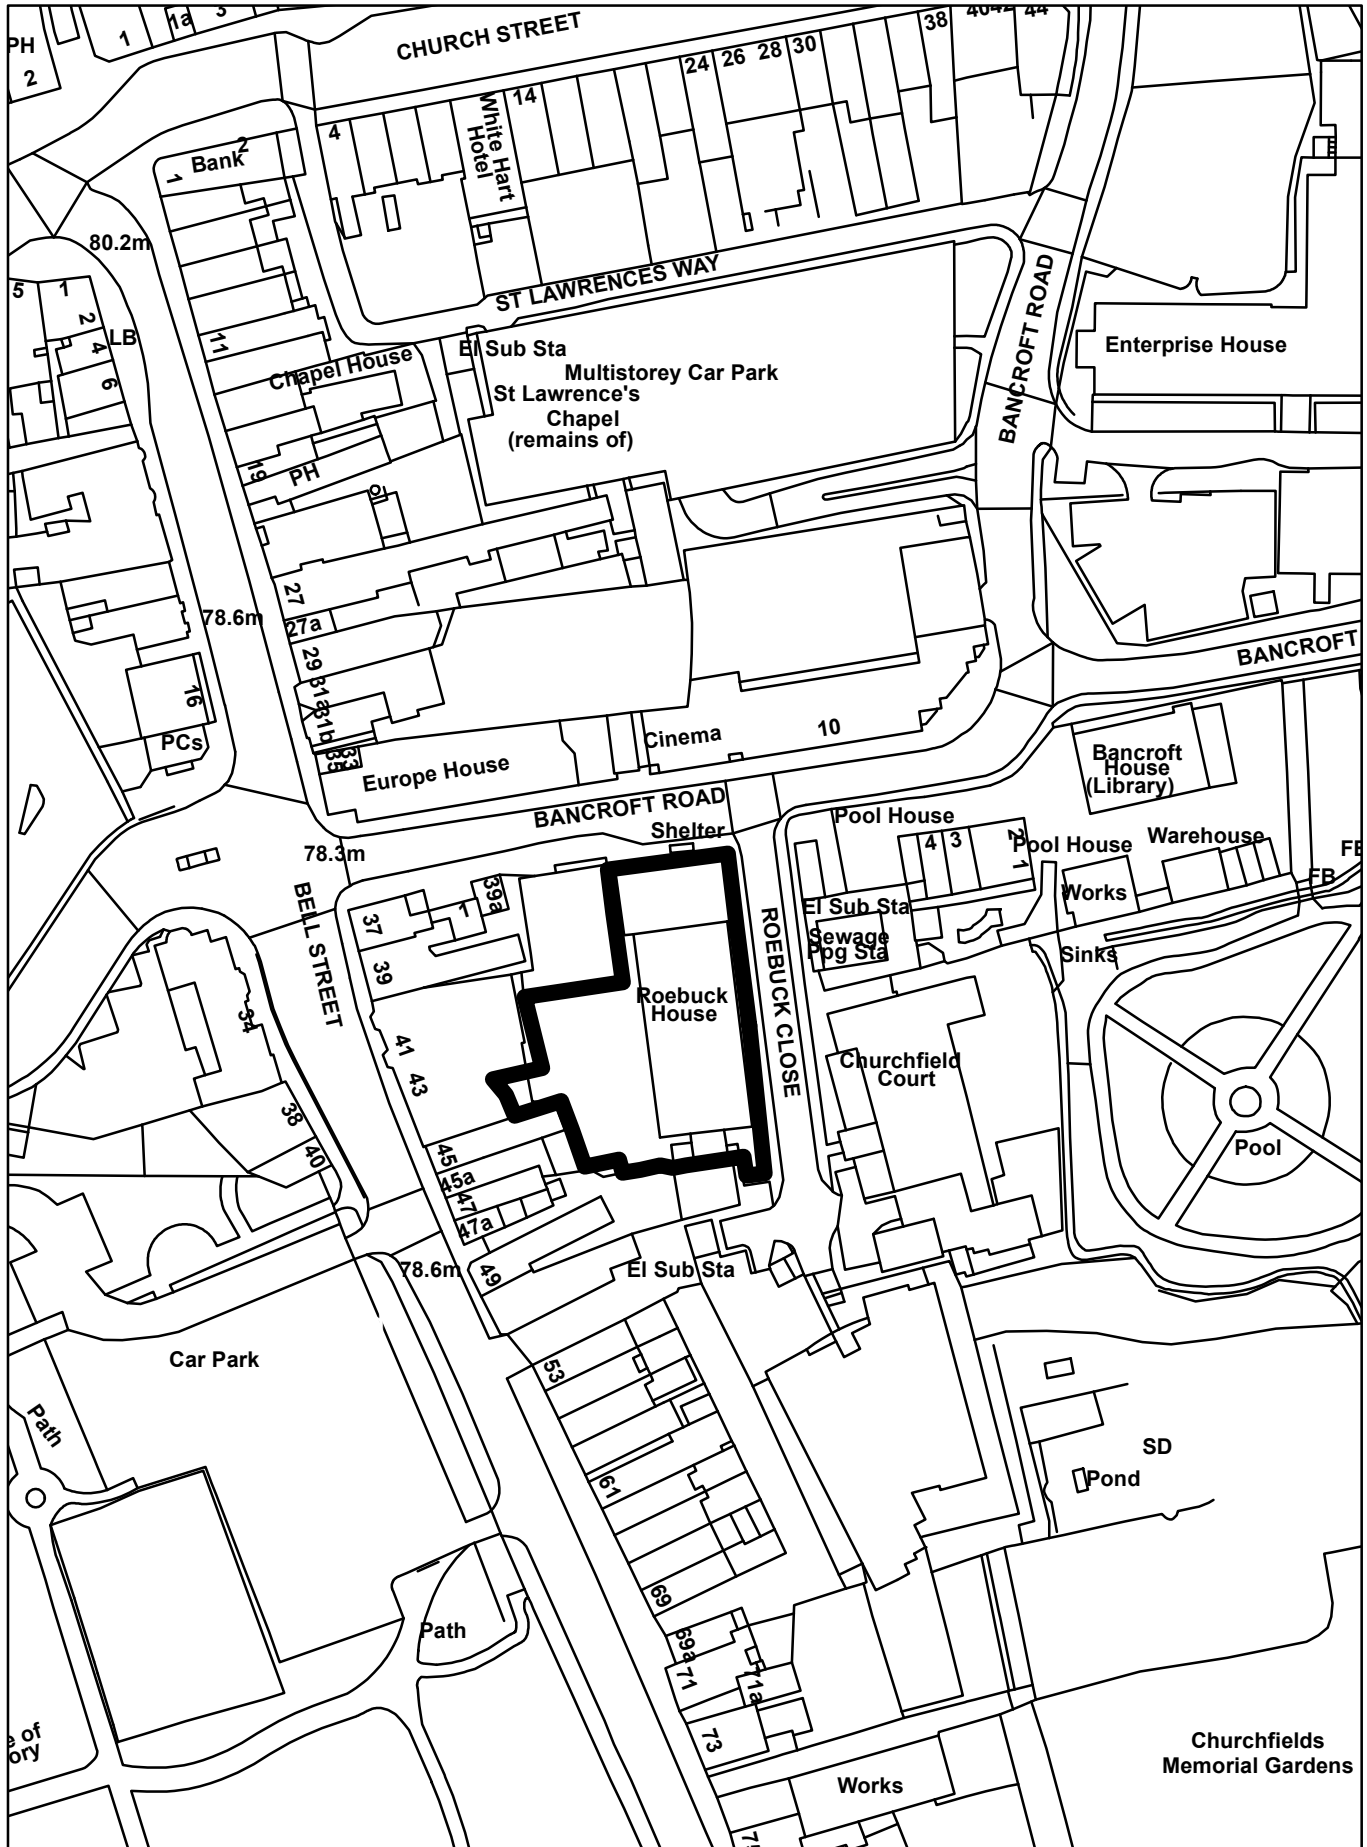 CHURCH STREET
1
1a
3
PH
2
38
44
24
26
28
30
14
White Hart
Hotel
4
Bank
2
1
80.2m
ST LAWRENCES WAY
BANCROFT ROAD
5
1
2
4
6
LB
11
Chapel House
El Sub Sta
Multistorey Car Park
St Lawrence's
Chapel
(remains of)
Enterprise House
19
PH
27
27a
78.6m
29
31a
31b
33
35
16
PCs
Europe House
Cinema
10
BANCROFT
BANCROFT ROAD
Shelter
78.3m
Bancroft
House
(Library)
Pool House
4
3
2
1
Pool House
Warehouse
FB
FB
Works
El Sub Sta
Sewage
Ppg Sta
Sinks
BELL STREET
37
1
39a
39
41
43
34
38
40
Roebuck
House
ROEBUCK CLOSE
Churchfield
Court
Pool
45
45a
47
47a
49
78.6m
El Sub Sta
Car Park
53
Path
61
SD
Pond
69
69a
71
71a
73
Path
e of
ory
Works
Churchfields
Memorial Gardens